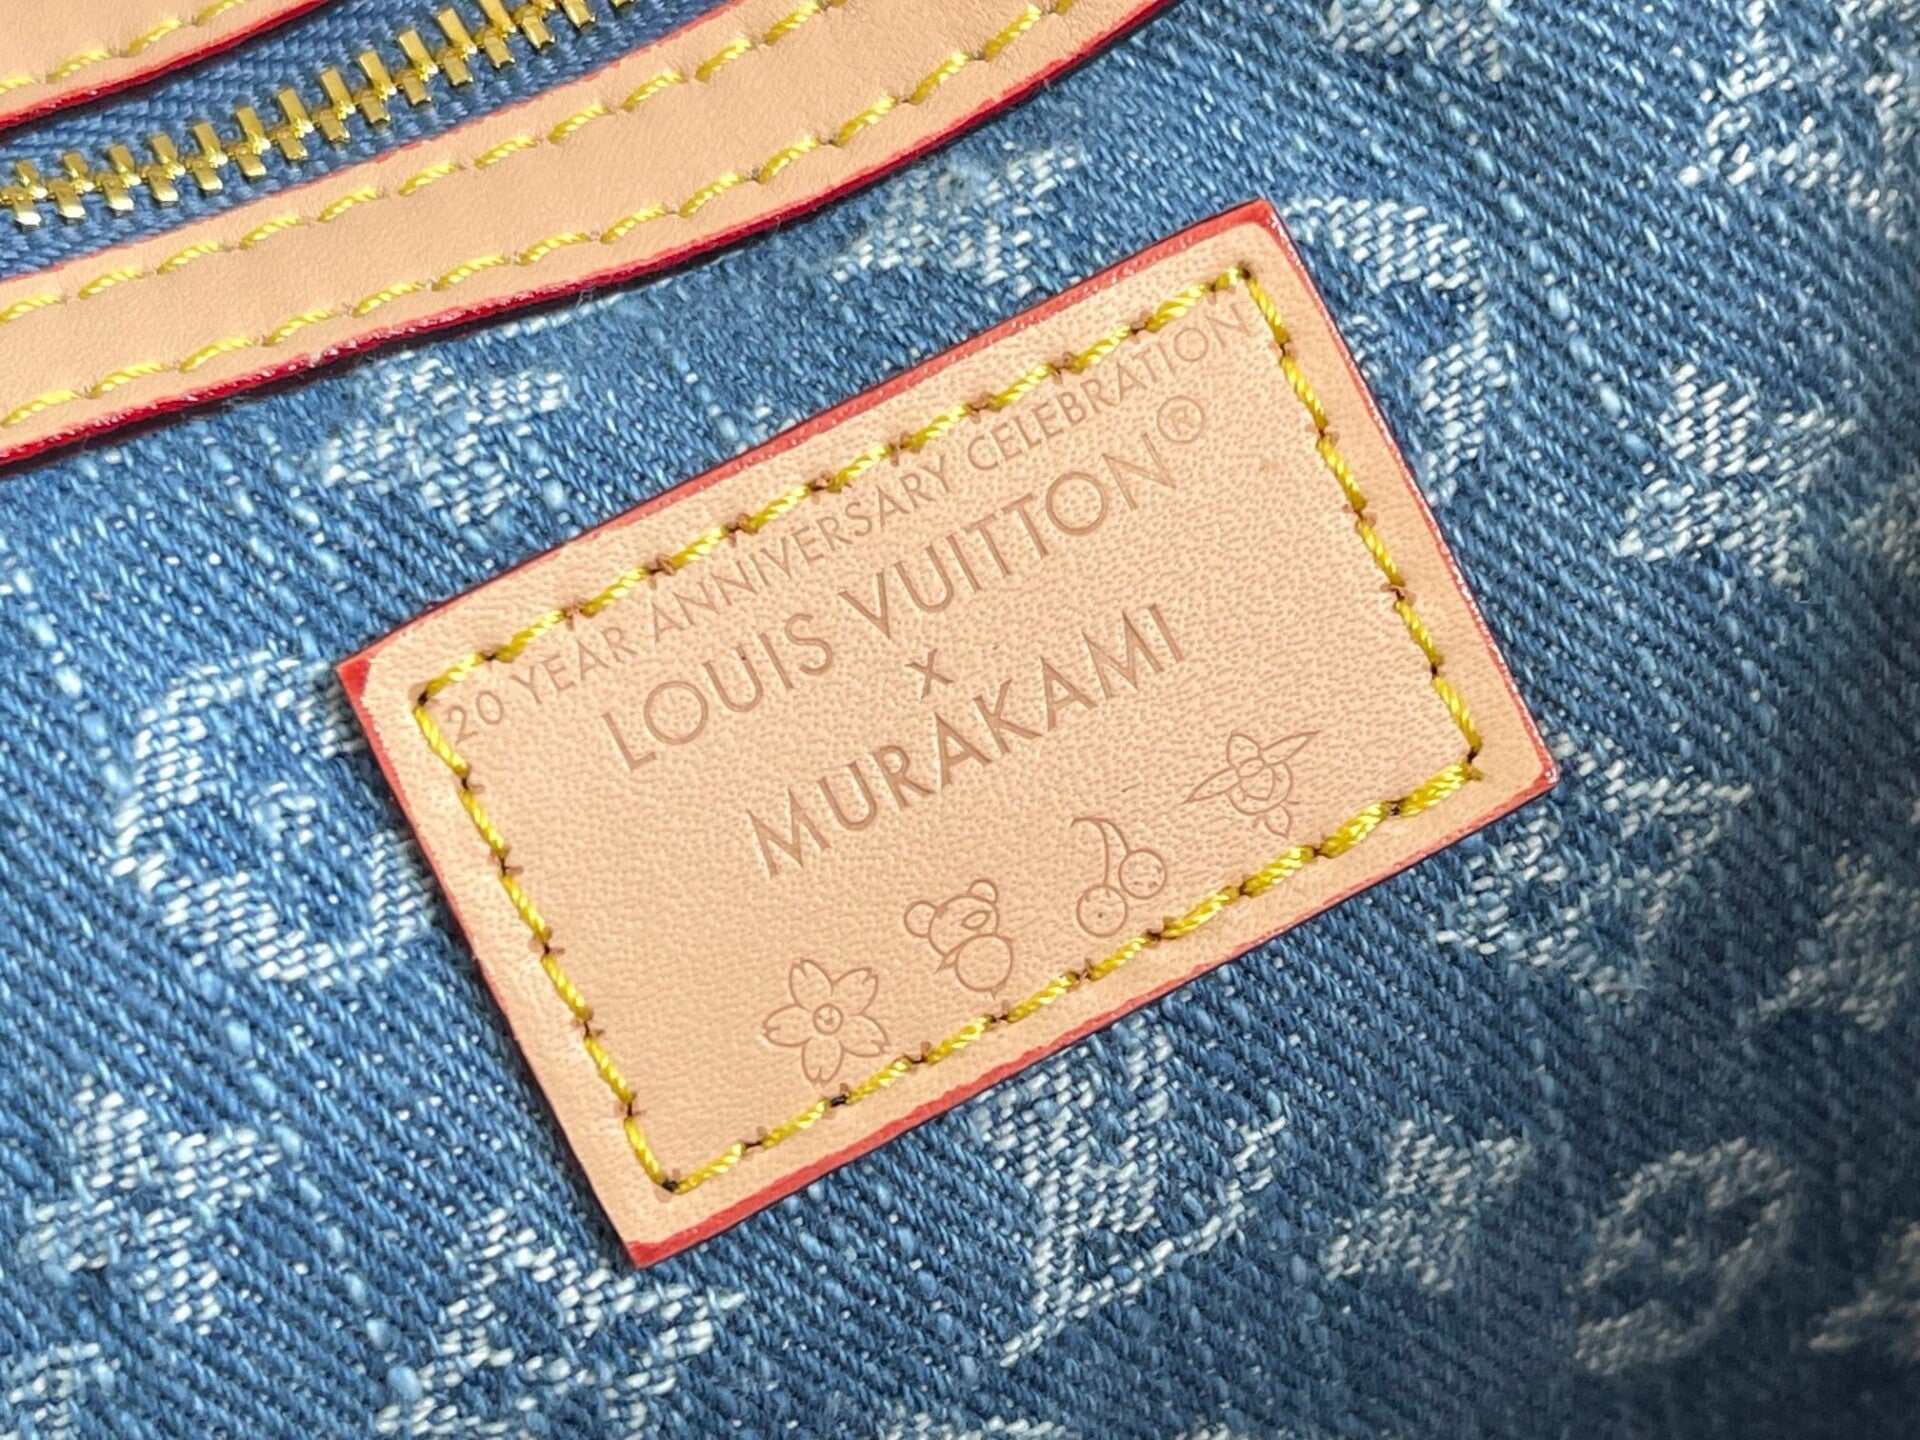 20 YEAR ANNIVERSARY CELEBRATION
LOUIS VUITTON®
x
MURAKAMI